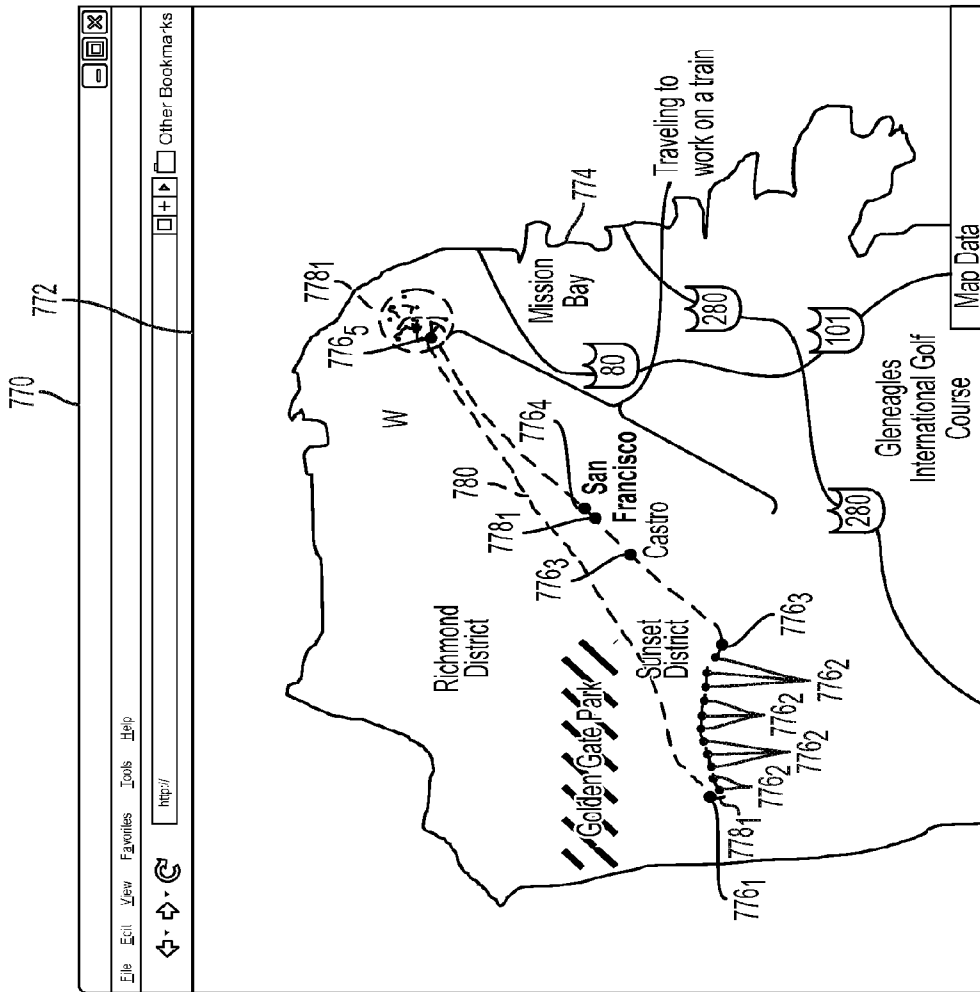 770
772
File Edit View Favorites Tools Help
http://
Other Bookmarks
Richmond
District
W
776₅
778₁
780
778₁
776₄
San
Francisco
776₃
Castro
Golden Gate Park
Sunset
District
776₃
776₂
776₂
776₂
776₂
778₁
776₁
Mission
Bay
774
80
280
101
280
Traveling to
work on a train
Gleneagles
International Golf
Course
Map Data